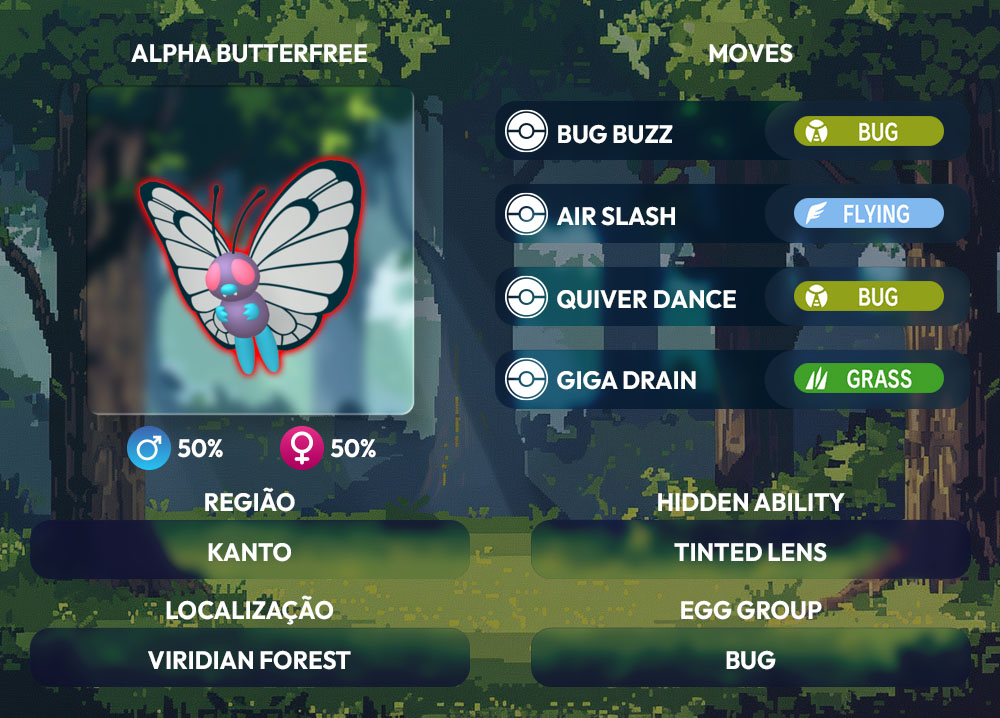 ALPHA BUTTERFREE
50%
50%
REGIÃO
KANTO
LOCALIZAÇÃO
VIRIDIAN FOREST
MOVES
BUG BUZZ
BUG
AIR SLASH
FLYING
QUIVER DANCE
BUG
GIGA DRAIN
GRASS
HIDDEN ABILITY
TINTED LENS
EGG GROUP
BUG